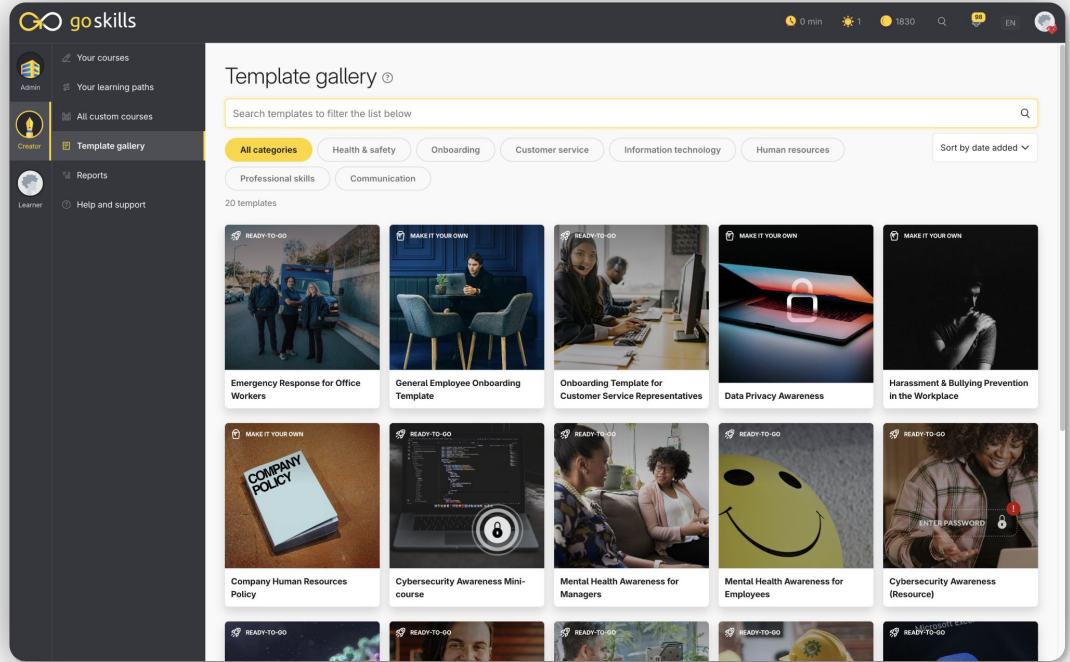 goskills
0 min
1
1830
98
EN
Admin
Creator
Learner
Your courses
Your learning paths
All custom courses
Template gallery
Reports
Help and support
Template gallery
Search templates to filter the list below
All categories
Health & safety
Onboarding
Customer service
Information technology
Human resources
Sort by date added
Professional skills
Communication
20 templates
READY-TO-GO
Emergency Response for Office
Workers
MAKE IT YOUR OWN
General Employee Onboarding
Template
READY-TO-GO
Onboarding Template for
Customer Service Representatives
MAKE IT YOUR OWN
Data Privacy Awareness
MAKE IT YOUR OWN
Harassment & Bullying Prevention
in the Workplace
MAKE IT YOUR OWN
COMPANY
POLICY
Company Human Resources
Policy
READY-TO-GO
Cybersecurity Awareness Mini-
course
READY-TO-GO
Mental Health Awareness for
Managers
READY-TO-GO
Mental Health Awareness for
Employees
READY-TO-GO
ENTER PASSWORD
Cybersecurity Awareness
(Resource)
READY-TO-GO
READY-TO-GO
READY-TO-GO
READY-TO-GO
READY-TO-GO
Microsoft